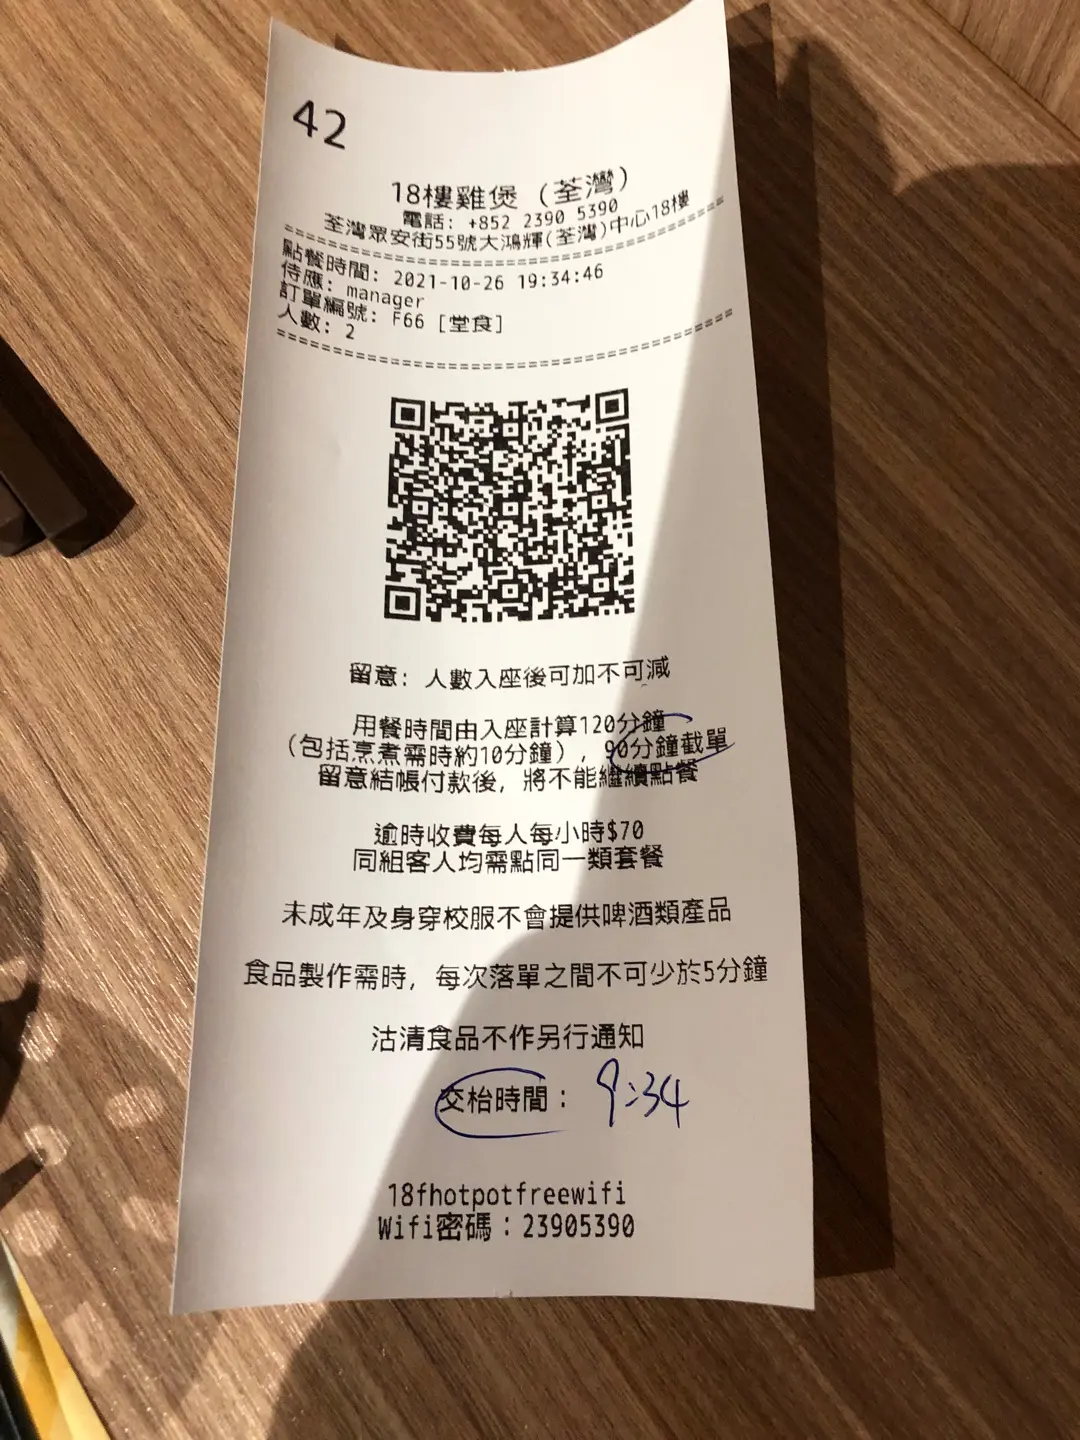 42
18樓雞煲 (荃灣)
電話: +852 2390 5390
荃灣眾安街55號大鴻輝(荃灣)中心18樓
點餐時間: 2021-10-26 19:34:46
侍應: manager
訂單編號: F66 [堂食]
人數: 2
留意: 人數入座後可加不可減
用餐時間由入座計算120分鐘
(包括烹煮需時約10分鐘), 90分鐘截單
留意結帳付款後, 將不能繼續點餐
逾時收費每人每小時$70
同組客人均需點同一類套餐
未成年及身穿校服不會提供啤酒類產品
食品製作需時, 每次落單之間不可少於5分鐘
沽清食品不作另行通知
交枱時間: 9:34
18fhotpotfreewifi
Wifi密碼:23905390